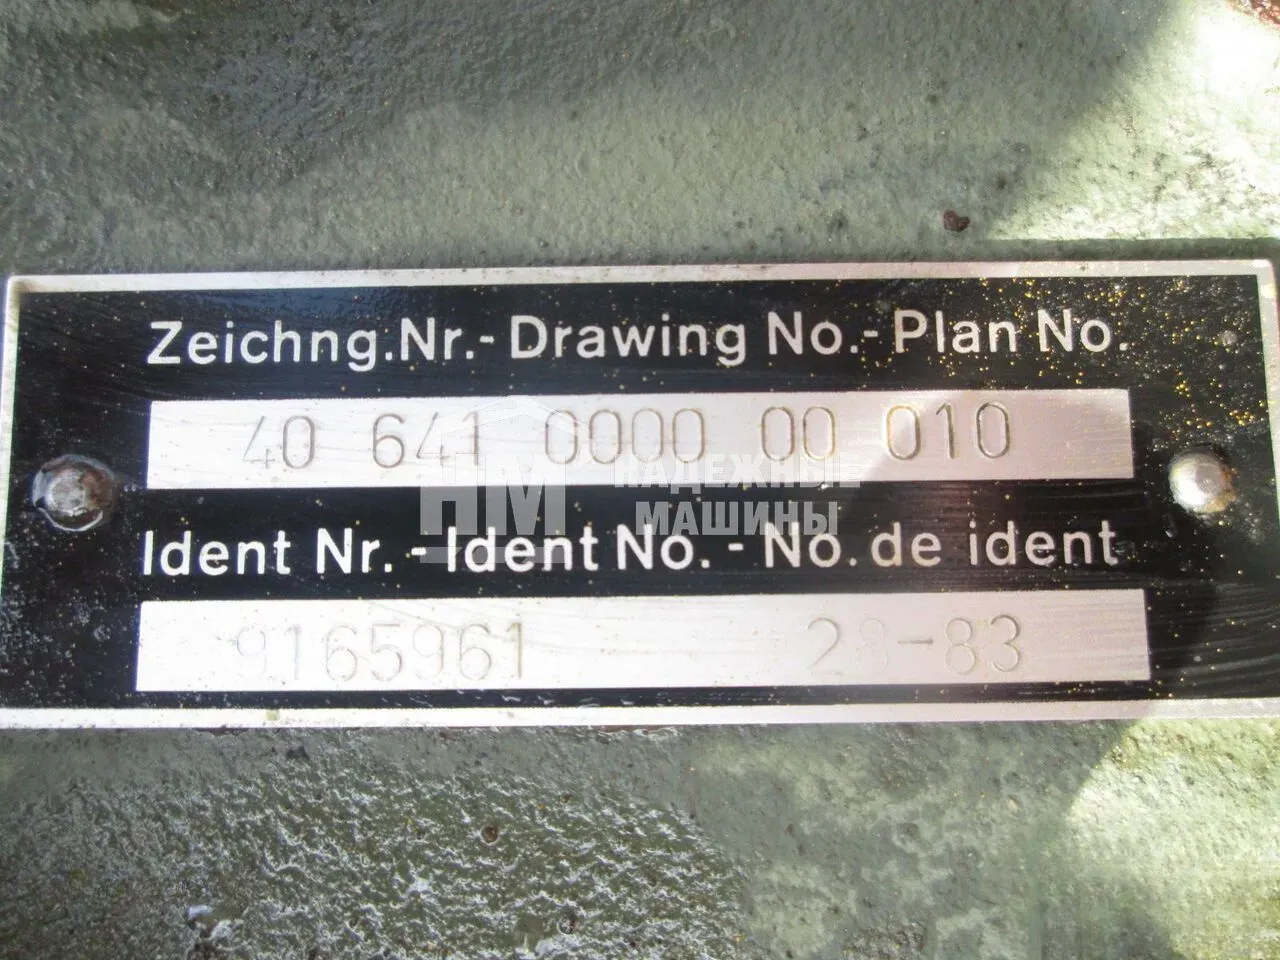 Zeichng.Nr.-Drawing No.-Plan No.
40 641 0000 00 010
НМ НАДЕЖНЫЕ
МАШИНЫ
Ident Nr. -Ident No. - No. de ident
9165961 28-83